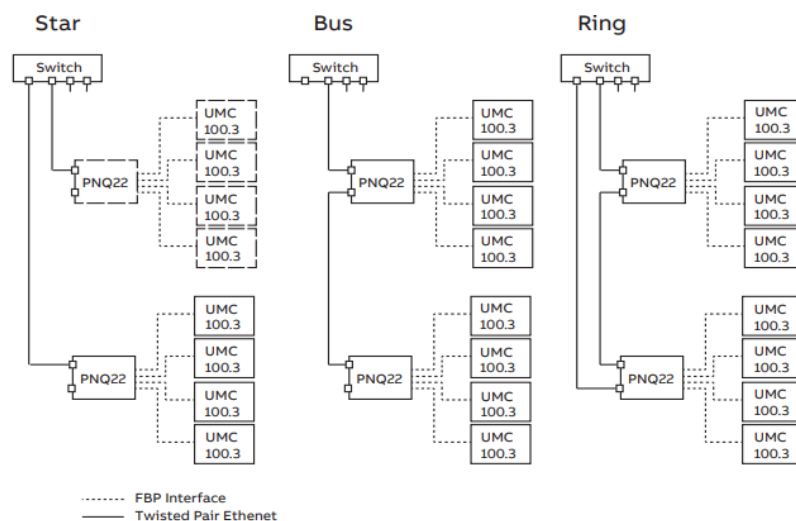 Star
Bus
Ring
Switch
Switch
Switch
UMC
100.3
UMC
100.3
UMC
100.3
UMC
100.3
PNQ22
UMC
100.3
UMC
100.3
UMC
100.3
UMC
100.3
PNQ22
UMC
100.3
UMC
100.3
UMC
100.3
UMC
100.3
PNQ22
UMC
100.3
UMC
100.3
UMC
100.3
UMC
100.3
PNQ22
UMC
100.3
UMC
100.3
UMC
100.3
UMC
100.3
PNQ22
UMC
100.3
UMC
100.3
UMC
100.3
UMC
100.3
PNQ22
FBP Interface
Twisted Pair Ethenet